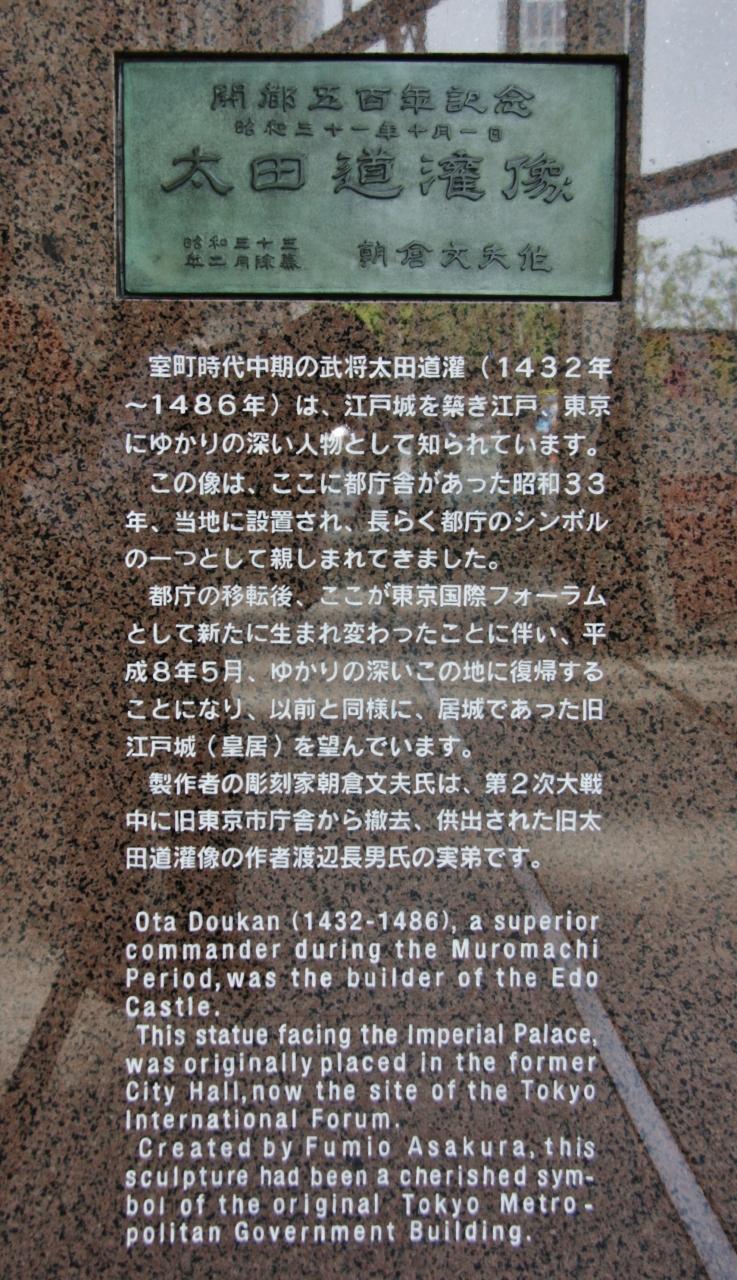 開都五百年記念
昭和三十一年十月一日
太田道灌像
昭和三十三
年二月除幕
朝倉文夫作
室町時代中期の武将太田道灌(1432年
～1486年)は、江戸城を築き江戸、東京
にゆかりの深い人物として知られています。
この像は、ここに都庁舎があった昭和33
年、当地に設置され、長らく都庁のシンボル
の一つとして親しまれてきました。
都庁の移転後、ここが東京国際フォーラム
として新たに生まれ変わったことに伴い、平
成8年5月、ゆかりの深いこの地に復帰する
ことになり、以前と同様に、居城であった旧
江戸城(皇居)を望んでいます。
製作者の彫刻家朝倉文夫氏は、第2次大戦
中に旧東京市庁舎から撤去、供出された旧太
田道灌像の作者渡辺長男氏の実弟です。
Ota Doukan (1432-1486), a superior
commander during the Muromachi
Period,was the builder of the Edo
Castle.
This statue facing the Imperial Palace,
was originally placed in the former
City Hall,now the site of the Tokyo
International Forum.
Created by Fumio Asakura, this
sculpture had been a cherished sym-
bol of the original Tokyo Metro-
politan Government Building.